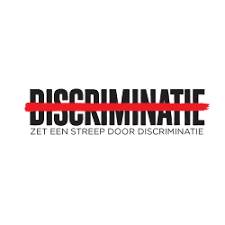 DISCRIMINATIE
ZET EEN STREEP DOOR DISCRIMINATIE